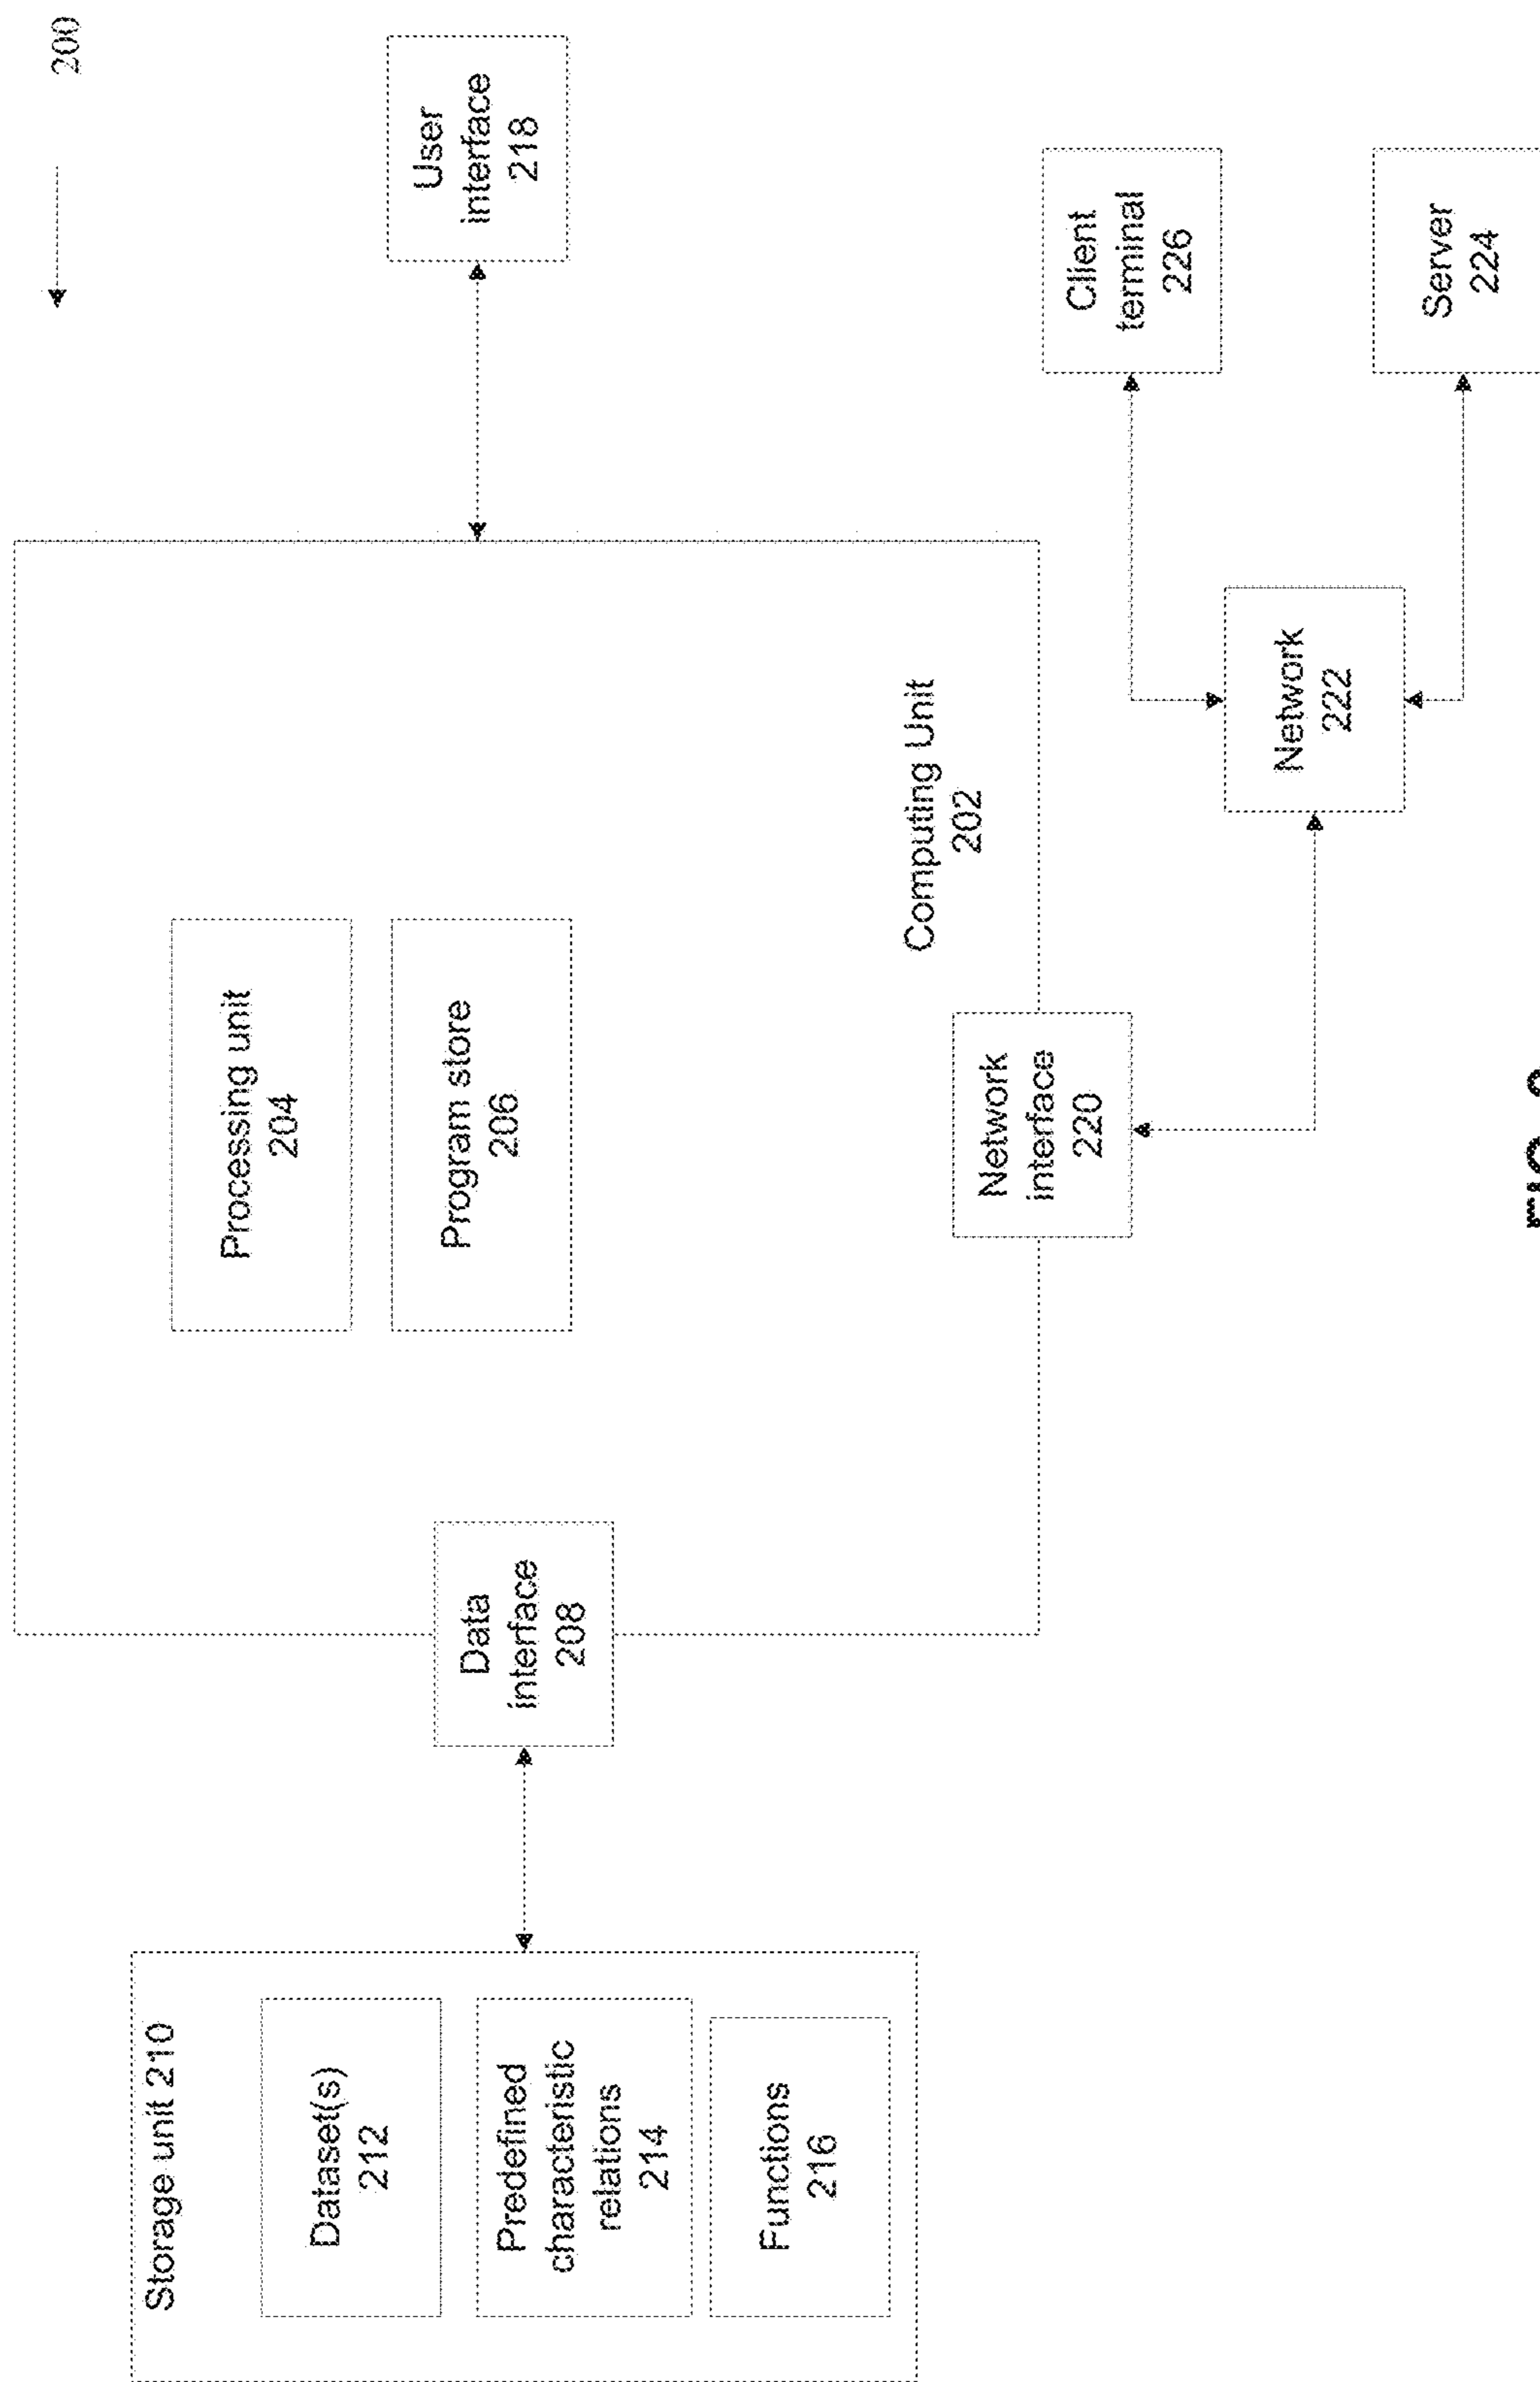 200
Storage unit 210
Dataset(s)
212
Predefined
characteristic
relations
214
Functions
216
Data
interface
208
Processing unit
204
Program store
206
Computing Unit
202
Network
interface
220
User
interface
218
Network
222
Client
terminal
226
Server
224